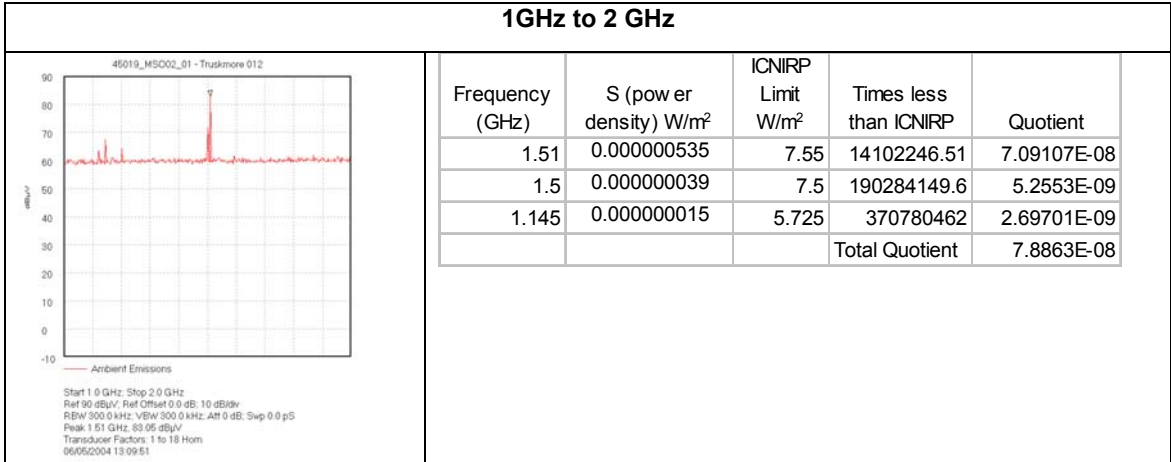 1GHz to 2 GHz
45019_MSO02_01 - Truskmore 012
90
80
70
60
50
40
30
20
10
0
-10
dBµV
Ambient Emissions
Start 1.0 GHz; Stop 2.0 GHz
Ref 90 dBµV; Ref Offset 0.0 dB; 10 dB/div
RBW 300.0 kHz; VBW 300.0 kHz; Att 0 dB; Swp 0.0 pS
Peak 1.51 GHz, 83.05 dBµV
Transducer Factors: 1 to 18 Horn
06/05/2004 13:09:51
Frequency (GHz) S (pow er density) W/m² ICNIRP Limit W/m² Times less than ICNIRP Quotient
1.51 0.000000535 7.55 14102246.51 7.09107E-08
1.5 0.000000039 7.5 190284149.6 5.2553E-09
1.145 0.000000015 5.725 370780462 2.69701E-09
Total Quotient 7.8863E-08